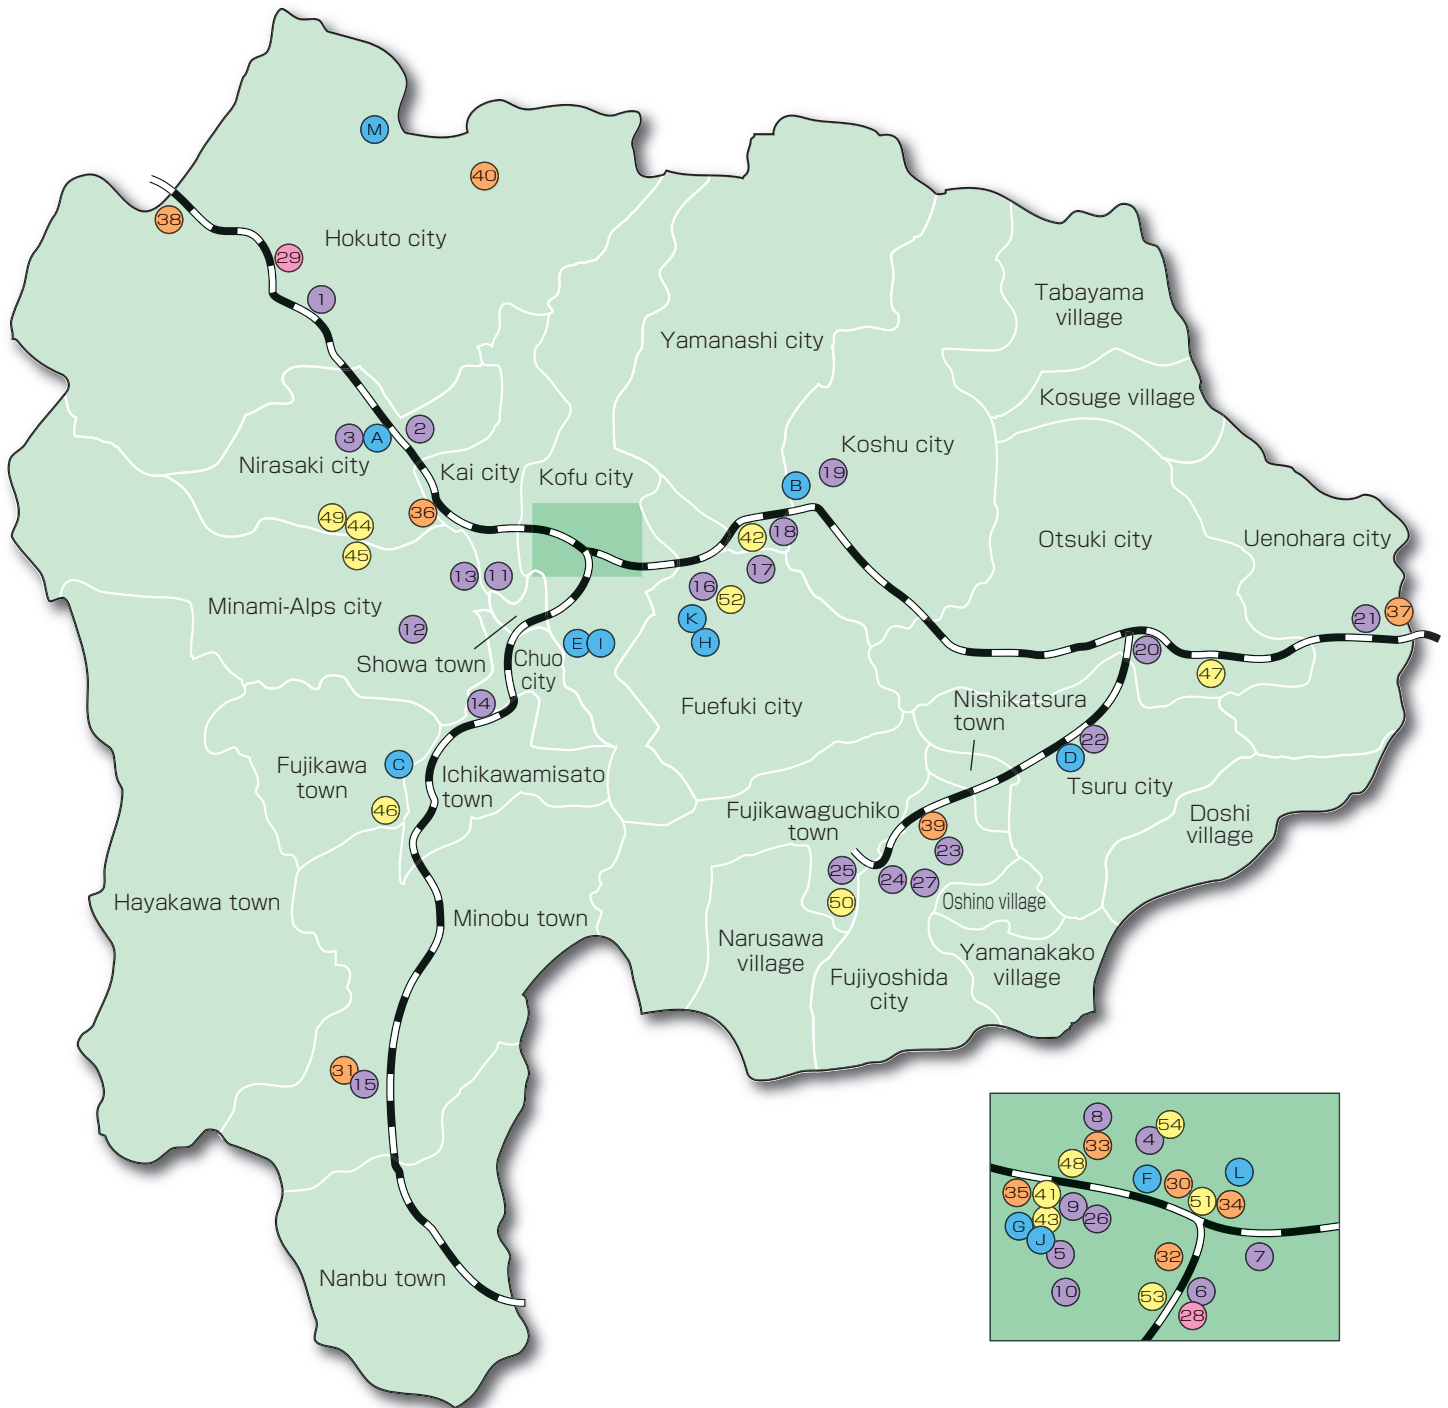 M
40
38
Hokuto city
29
1
Tabayama
village
Yamanashi city
Kosuge village
2
3
A
Koshu city
Nirasaki city
Kai city
Kofu city
19
B
49
44
36
45
42
18
Otsuki city
Uenohara city
13
11
17
16
52
Minami-Alps city
12
K
H
21
37
Showa town
E
I
Chuo
city
20
47
14
Fuefuki city
Nishikatsura
town
22
D
Fujikawa
town
C
Ichikawamisato
town
Tsuru city
46
Fujikawaguchiko
town
39
Doshi
village
23
25
24
27
50
Oshino village
Hayakawa town
Minobu town
Narusawa
village
Yamanakako
village
Fujiyoshida
city
31
15
Nanbu town
8
54
4
33
48
F
30
L
35
41
51
34
9
43
26
G
J
5
32
7
10
53
6
28